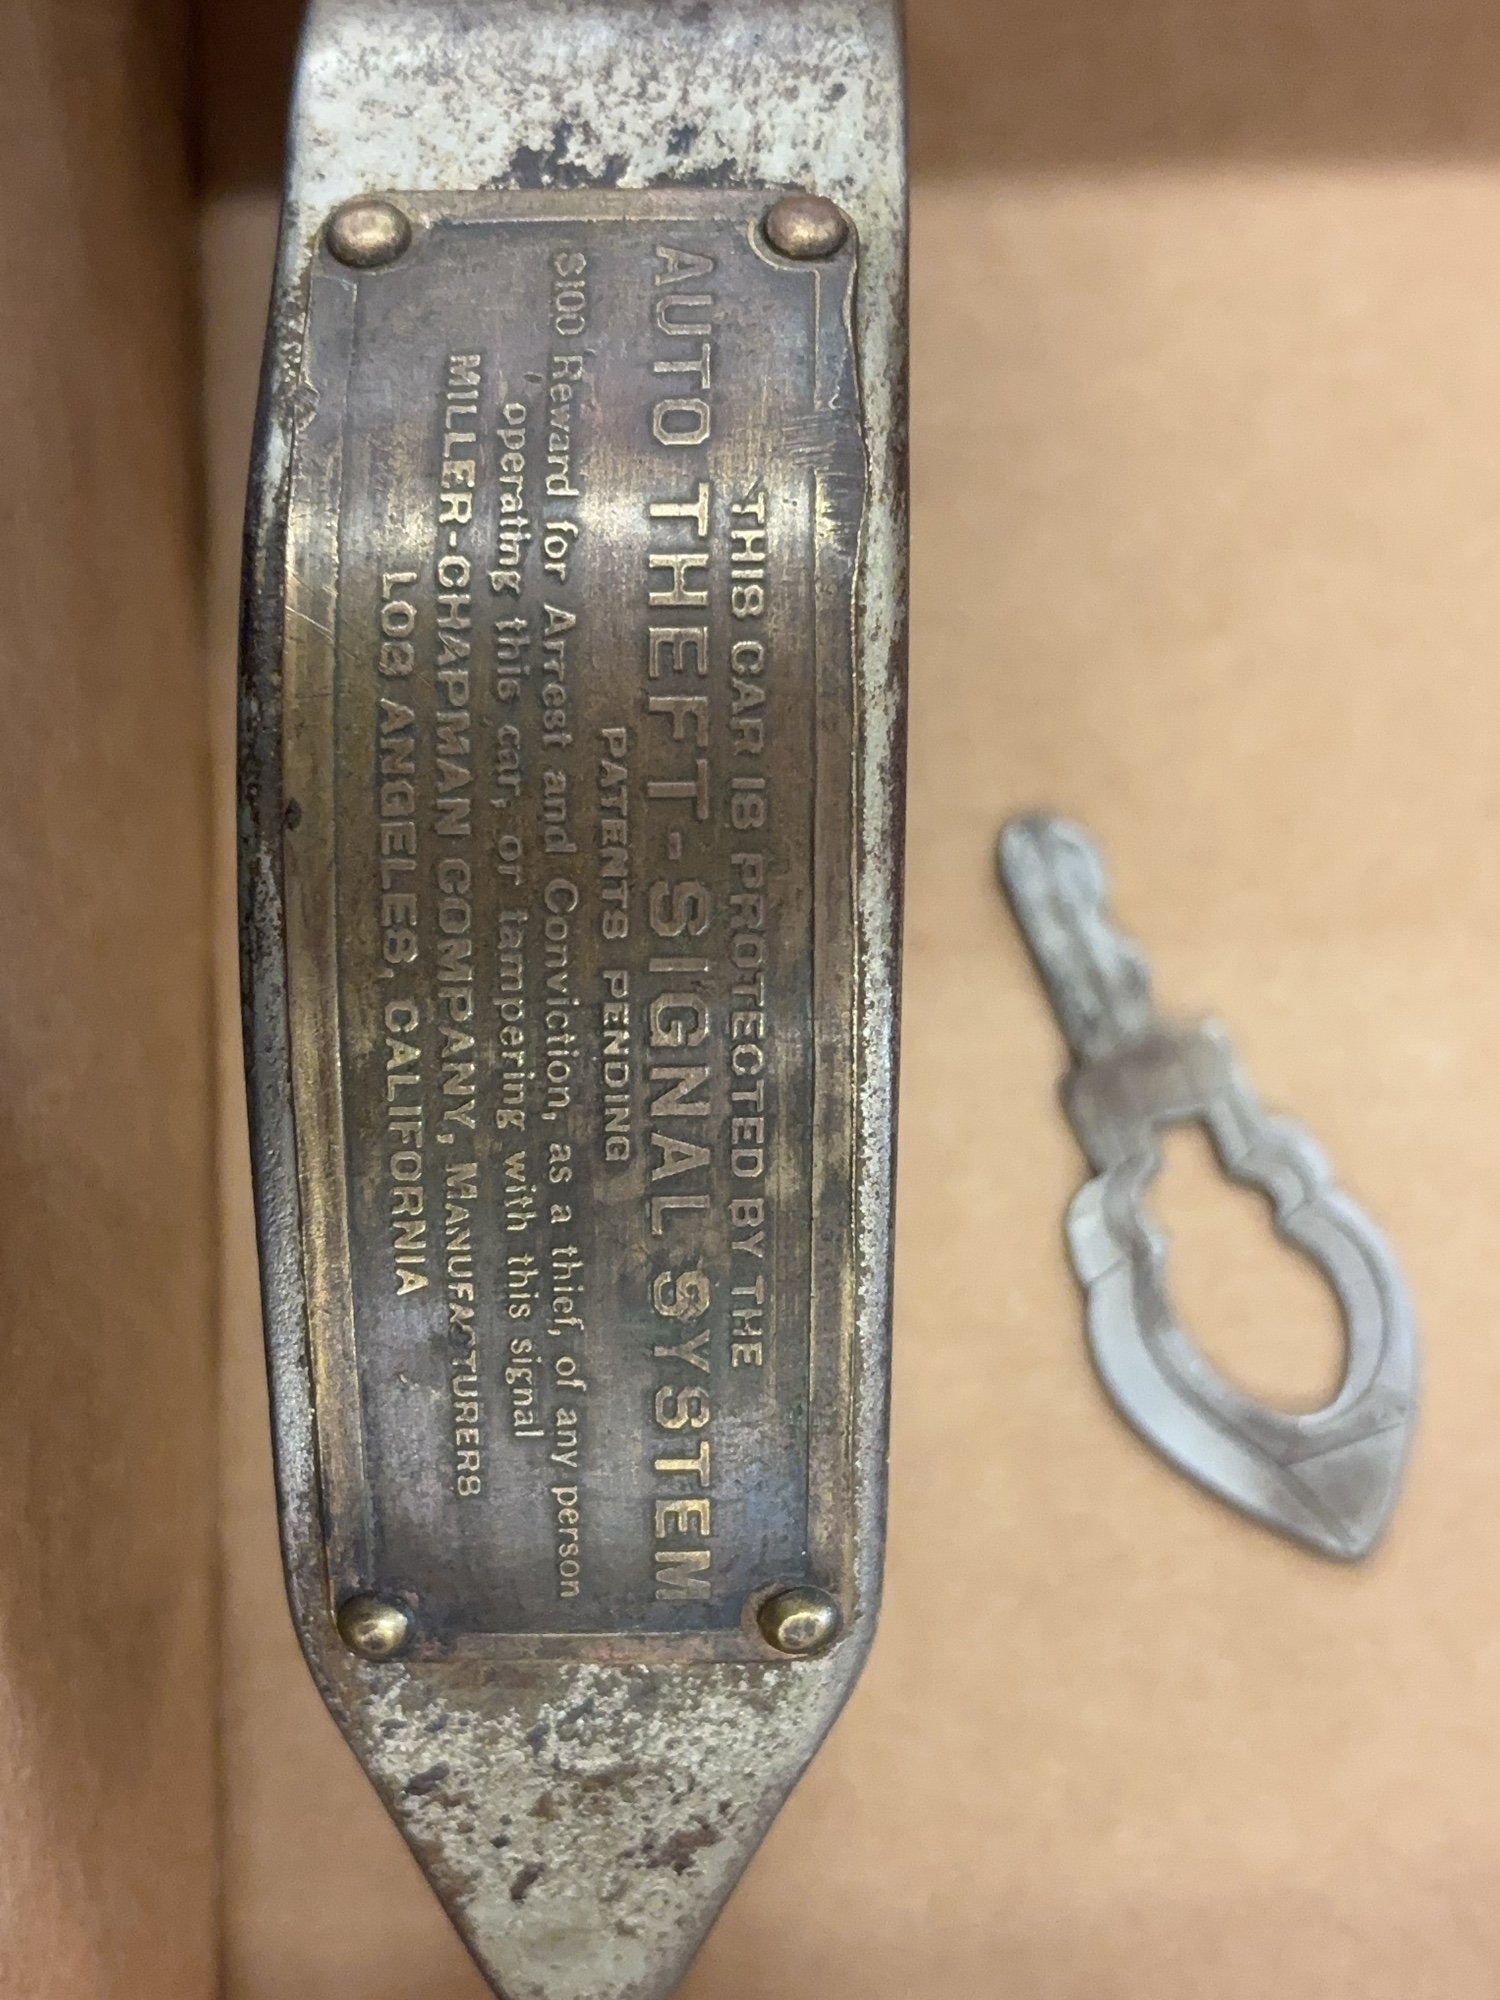 THIS CAR IS PROTECTED BY THE
AUTO THEFT-SIGNAL SYSTEM
PATENTS PENDING
$100 Reward for Arrest and Conviction, as a thief, of any person
operating this car, or tampering with this signal
MILLER-CHAPMAN COMPANY, MANUFACTURERS
LOS ANGELES, CALIFORNIA